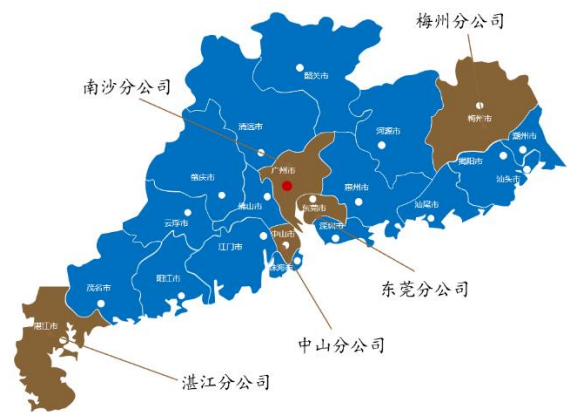 梅州分公司
南沙分公司
韶关市
梅州市
清远市
河源市
潮州市
揭阳市
汕头市
广州市
肇庆市
惠州市
东莞市
佛山市
汕尾市
云浮市
深圳市
中山市
江门市
珠海市
东莞分公司
阳江市
茂名市
中山分公司
湛江市
湛江分公司